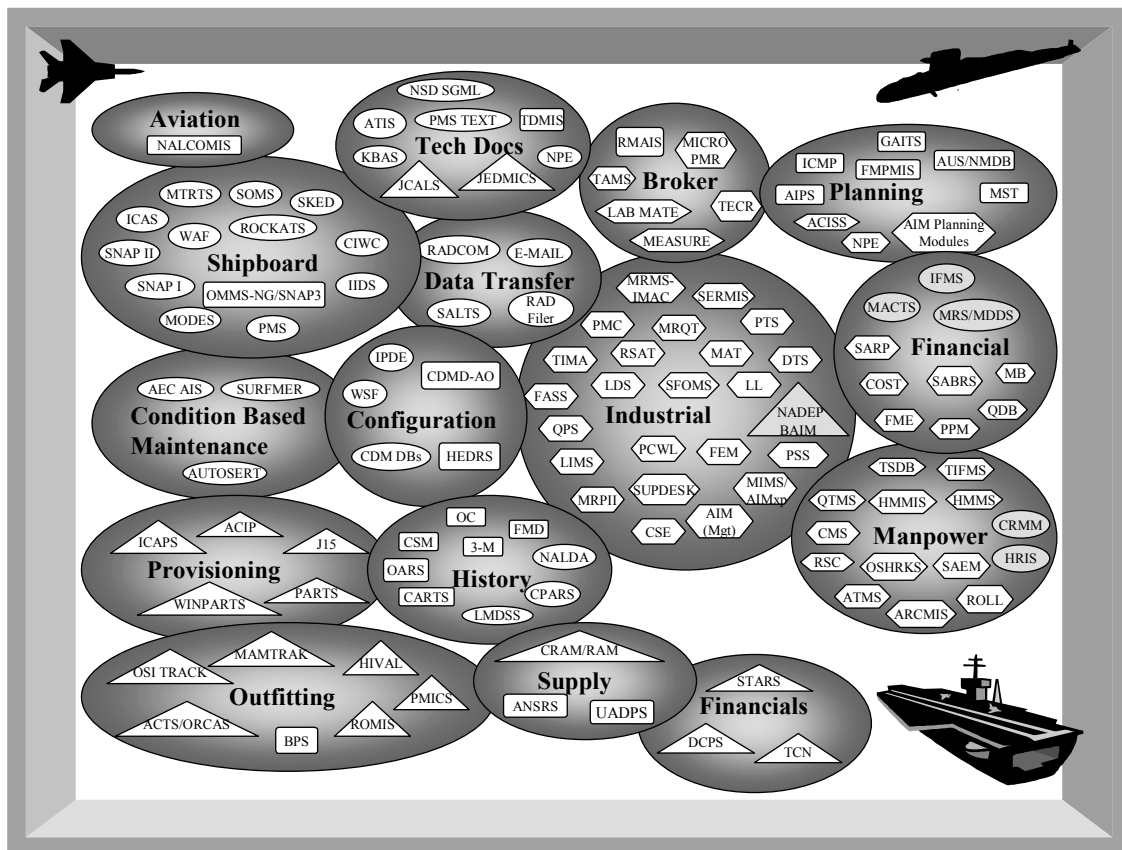 Aviation
NALCOMIS
NSD SGML
ATIS
PMS TEXT
TDMIS
Tech Docs
KBAS
NPE
JCALS
JEDMICS
RMAIS
MICRO
PMR
TAMS
Broker
LAB MATE
TECR
MEASURE
GAITS
ICMP
FMPMIS
AUS/NMDB
AIPS
Planning
MST
ACISS
NPE
AIM Planning
Modules
MTRTS
SOMS
SKED
ICAS
WAF
ROCKATS
CIWC
SNAP II
Shipboard
SNAP I
OMMS-NG/SNAP3
IIDS
MODES
PMS
RADCOM
E-MAIL
Data Transfer
SALTS
RAD
Filer
MRMS-
IMAC
SERMIS
PMC
MRQT
PTS
TIMA
RSAT
MAT
DTS
LDS
SFOMS
LL
FASS
Industrial
NADEP
BAIM
QPS
PCWL
FEM
PSS
LIMS
SUPDESK
MIMS/
AIMxp
MRPII
AIM
(Mgt)
CSE
IFMS
MACTS
MRS/MDDS
SARP
Financial
COST
SABRS
MB
FME
PPM
QDB
AEC AIS
SURFMER
Condition Based
Maintenance
AUTOSERT
IPDE
CDMD-AO
WSF
Configuration
CDM DBs
HEDRS
TSDB
TIFMS
QTMS
HMMIS
HMMS
CMS
Manpower
CRMM
RSC
OSHRKS
SAEM
HRIS
ATMS
ARCMIS
ROLL
ICAPS
ACIP
J15
Provisioning
WINPARTS
PARTS
OC
FMD
CSM
3-M
NALDA
OARS
History
CARTS
CPARS
LMDSS
OSI TRACK
MAMTRAK
HIVAL
Outfitting
PMICS
ACTS/ORCAS
ROMIS
BPS
CRAM/RAM
Supply
ANSRS
UADPS
STARS
Financials
DCPS
TCN